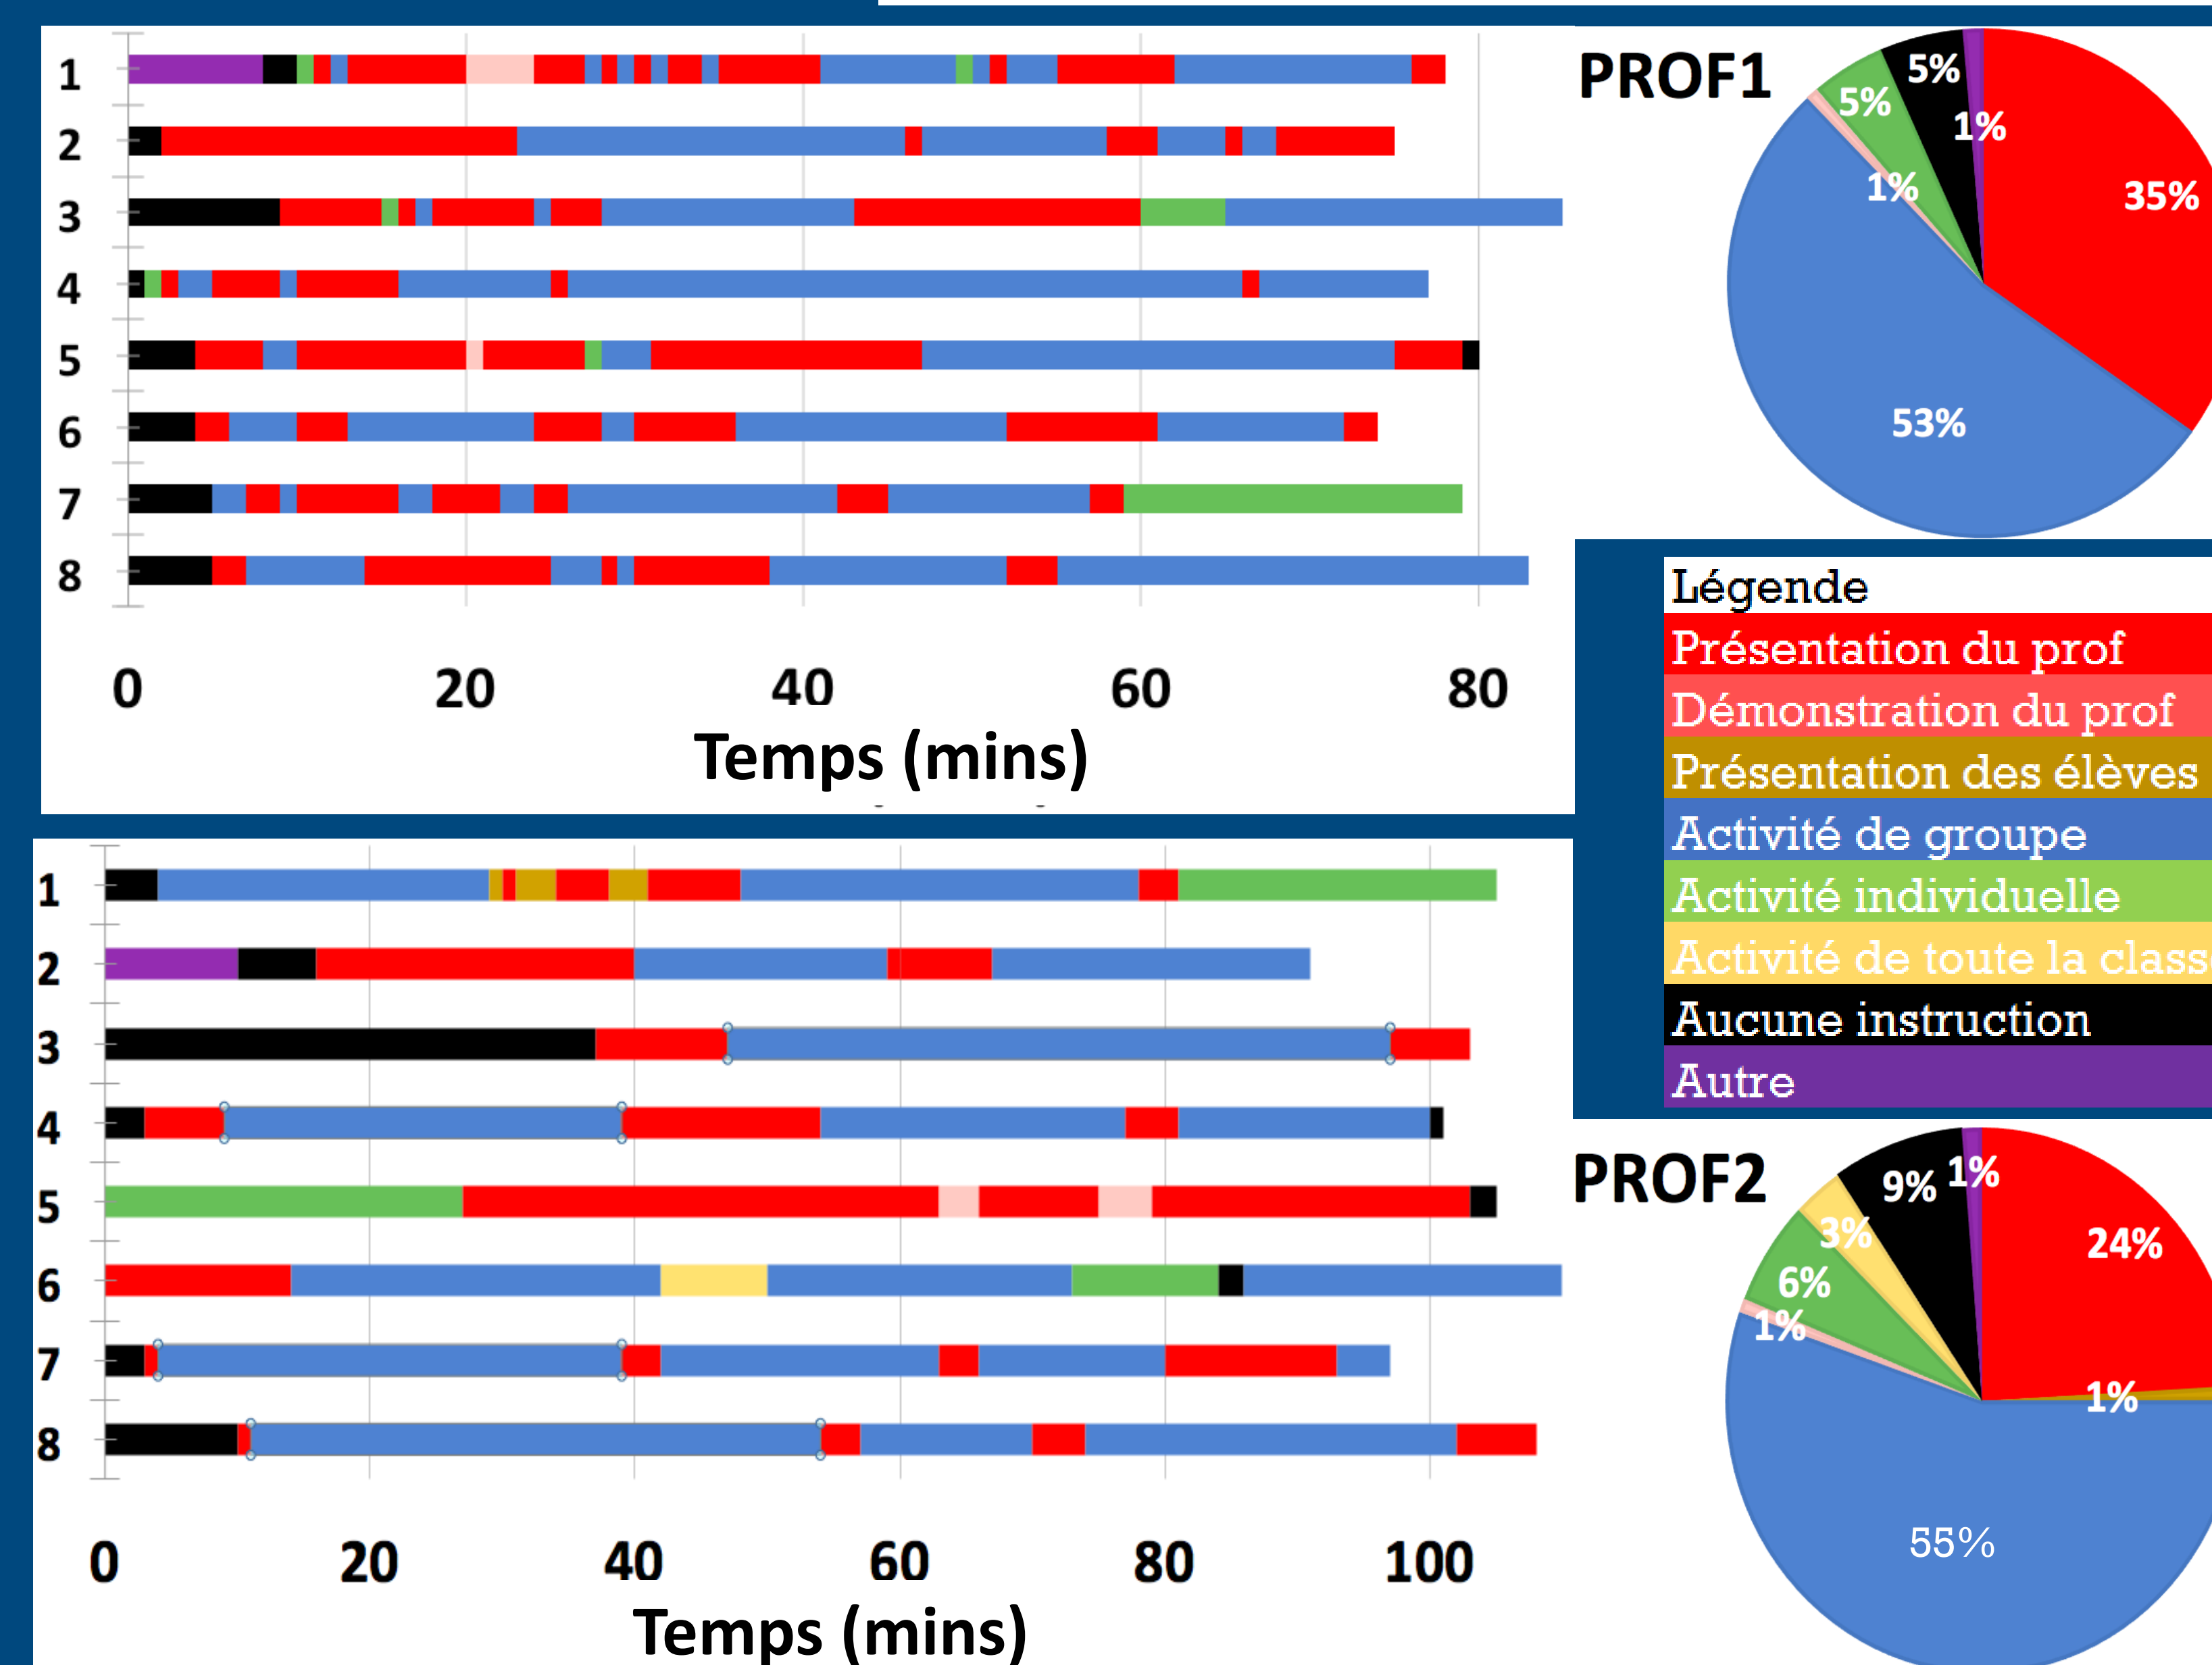 1
2
3
4
5
6
7
8
0 20 40 60 80
Temps (mins)
PROF1
5%
5%
1%
1%
35%
53%
Légende
Présentation du prof
Démonstration du prof
Présentation des élèves
Activité de groupe
Activité individuelle
Activité de toute la class
Aucune instruction
Autre
1
2
3
4
5
6
7
8
0 20 40 60 80 100
Temps (mins)
PROF2
9%
1%
3%
24%
6%
1%
1%
55%